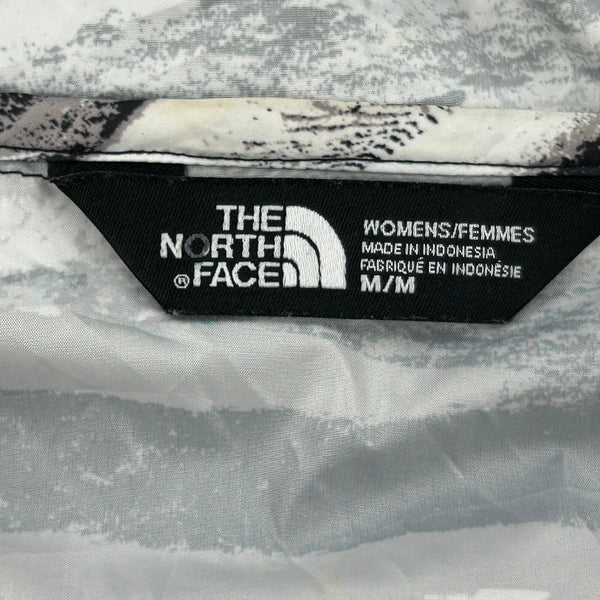 THE
NORTH
® FACE
WOMENS/FEMMES
MADE IN INDONESIA
FABRIQUÉ EN INDONÉSIE
M/M